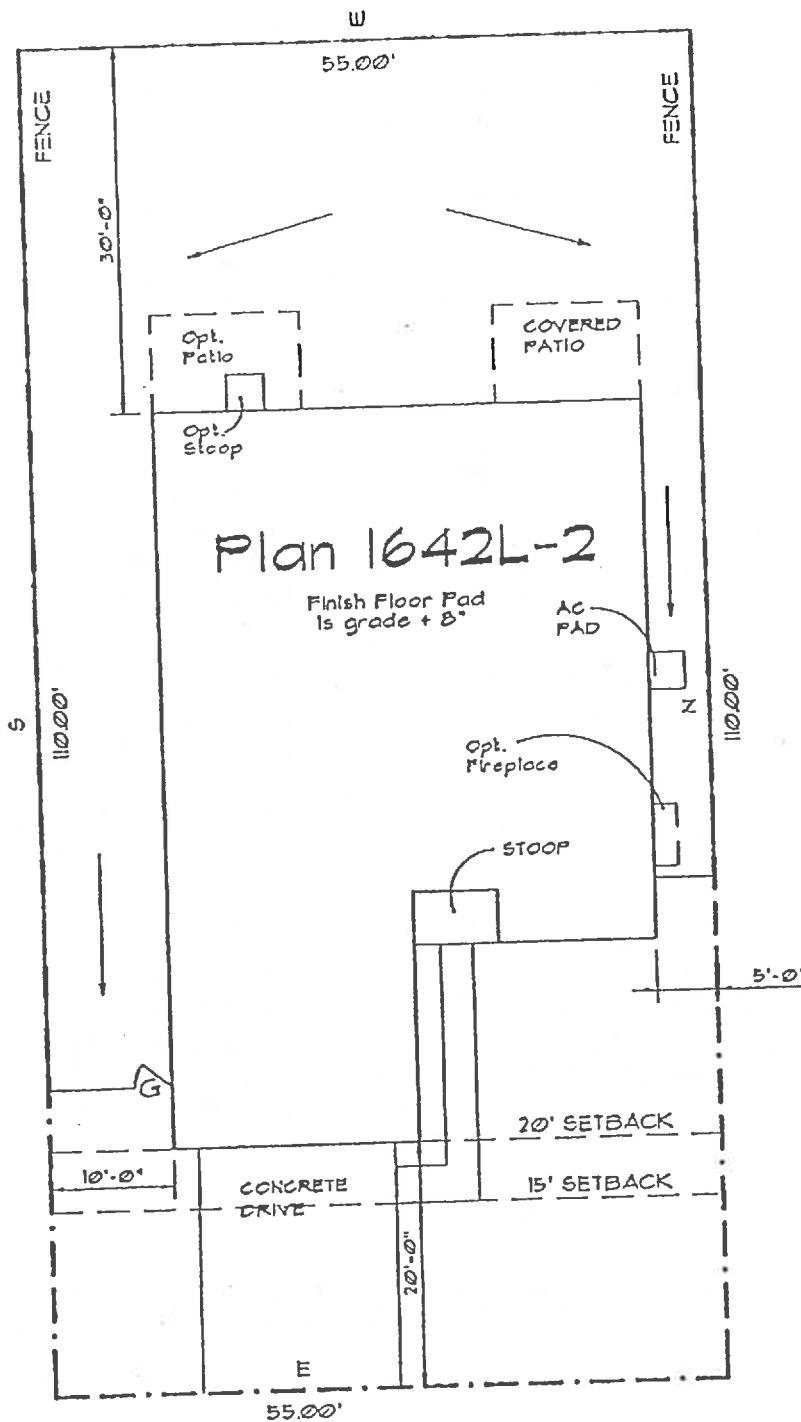 W
55.00'
FENCE
FENCE
30'-0"
Opt.
Patio
COVERED
PATIO
Opt.
Stoop
Plan 1642L-2
Finish Floor Pad
is grade + 8"
AC
PAD
N
S
110.00'
110.00'
Opt.
Fireplace
STOOP
5'-0"
G
20' SETBACK
10'-0"
CONCRETE
DRIVE
15' SETBACK
20'-0"
E
55.00'